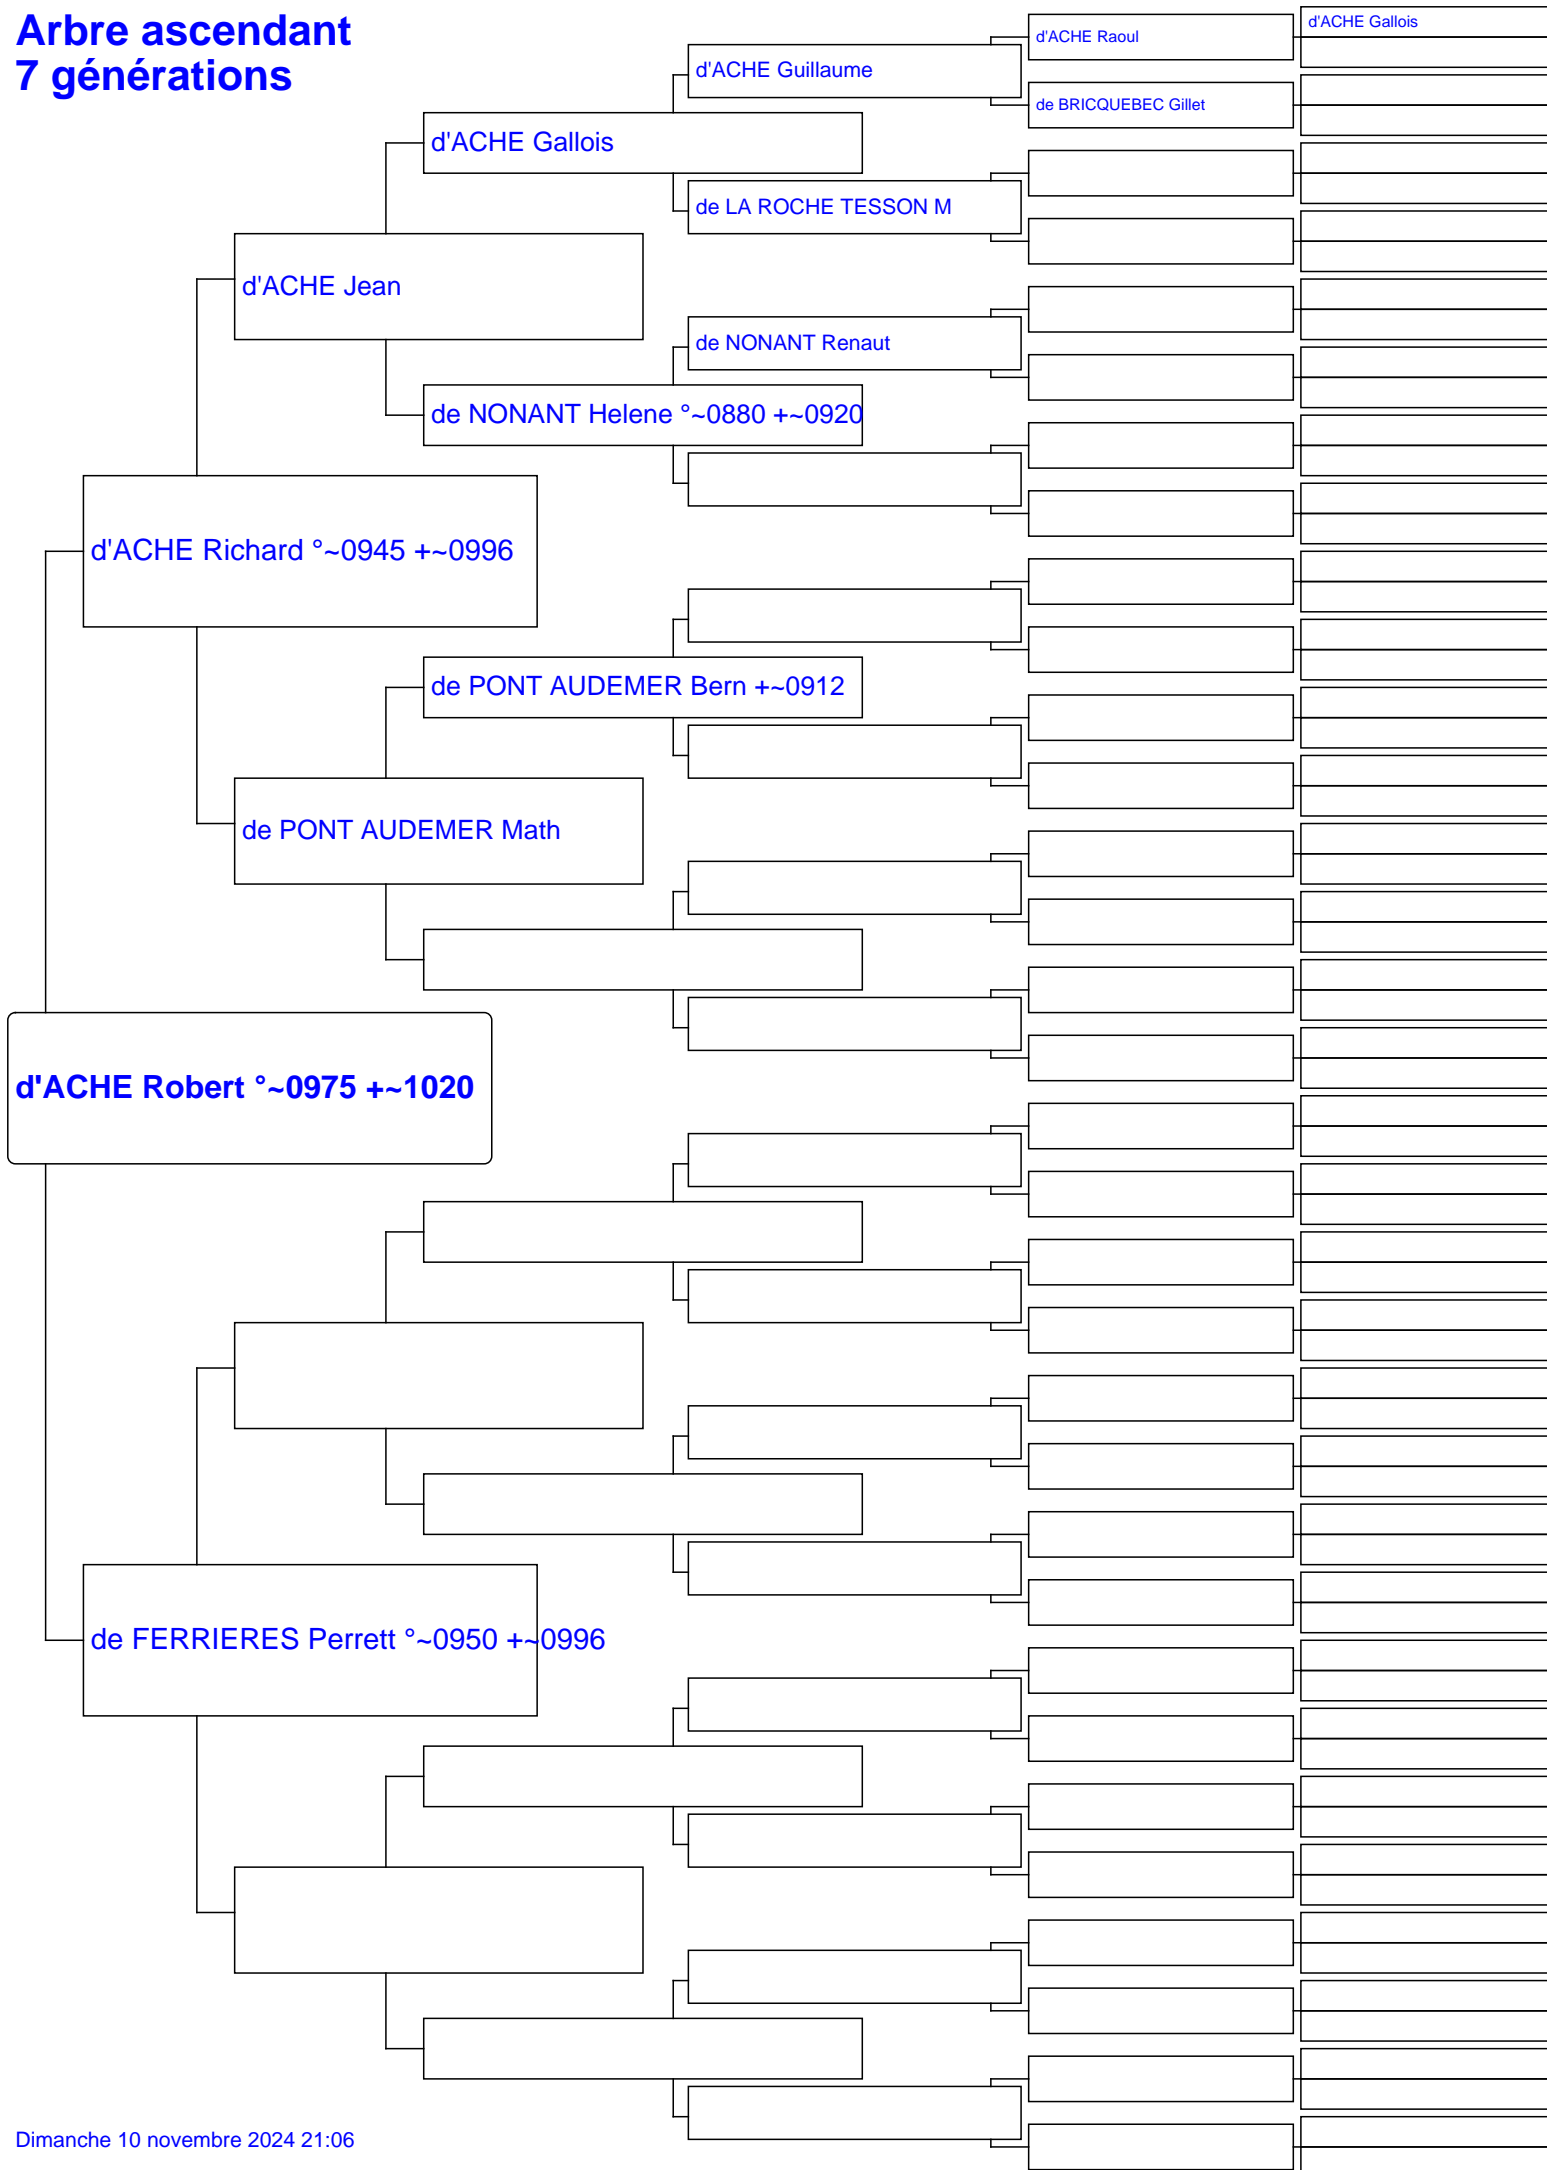 Arbre ascendant
7 générations
d'ACHE Gallois
d'ACHE Raoul
d'ACHE Guillaume
de BRICQUEBEC Gillet
d'ACHE Gallois
de LA ROCHE TESSON M
d'ACHE Jean
de NONANT Renaut
de NONANT Helene °~0880 +~0920
d'ACHE Richard °~0945 +~0996
de PONT AUDEMER Bern +~0912
de PONT AUDEMER Math
d'ACHE Robert °~0975 +~1020
de FERRIERES Perrett °~0950 +~0996
Dimanche 10 novembre 2024 21:06